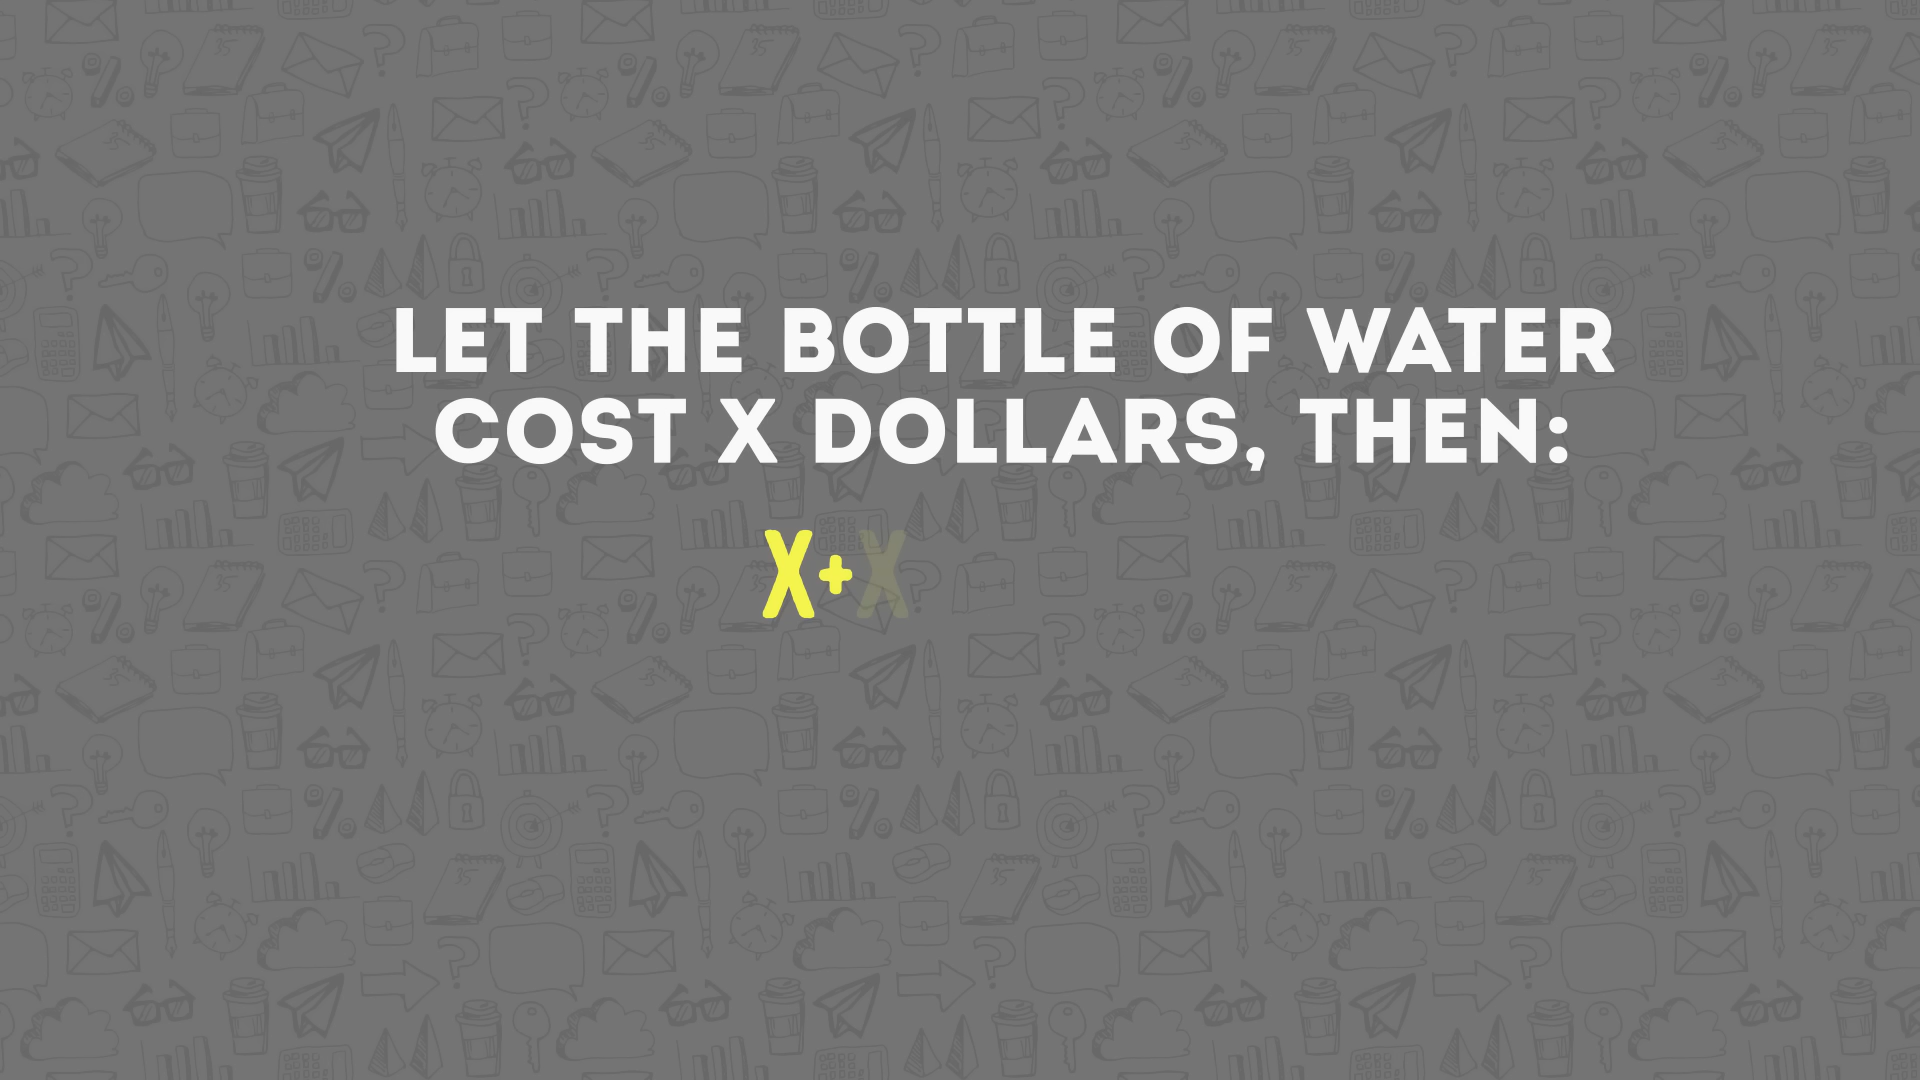 LET THE BOTTLE OF WATER
COST X DOLLARS, THEN:
X+X